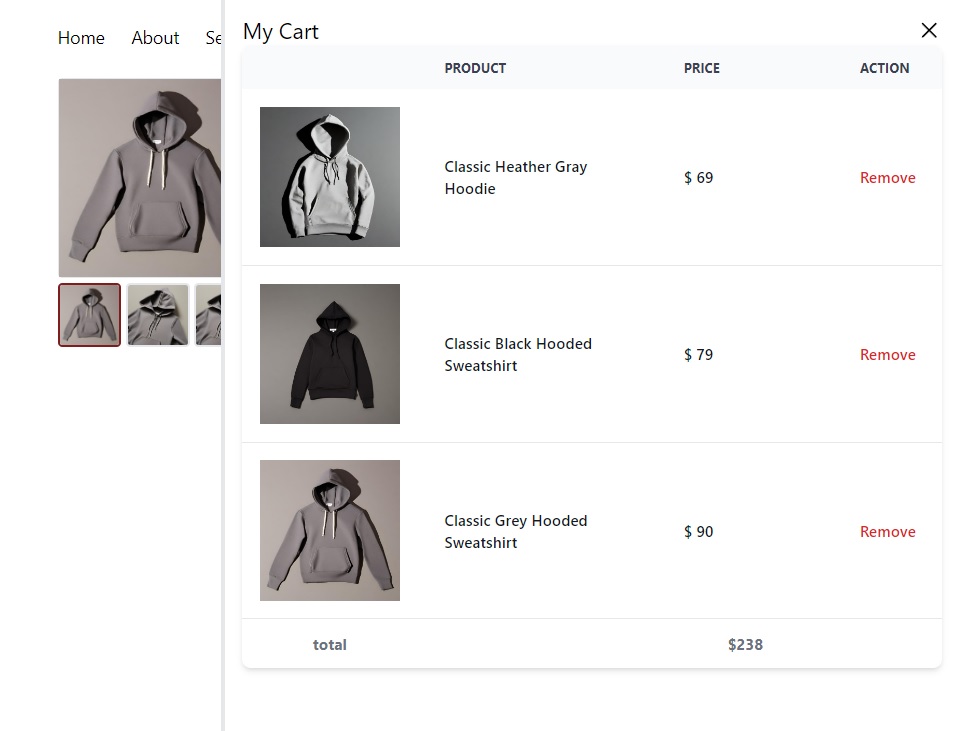 Home About Se
My Cart
PRODUCT PRICE ACTION
Classic Heather Gray
Hoodie
$ 69
Remove
Classic Black Hooded
Sweatshirt
$ 79
Remove
Classic Grey Hooded
Sweatshirt
$ 90
Remove
total $238